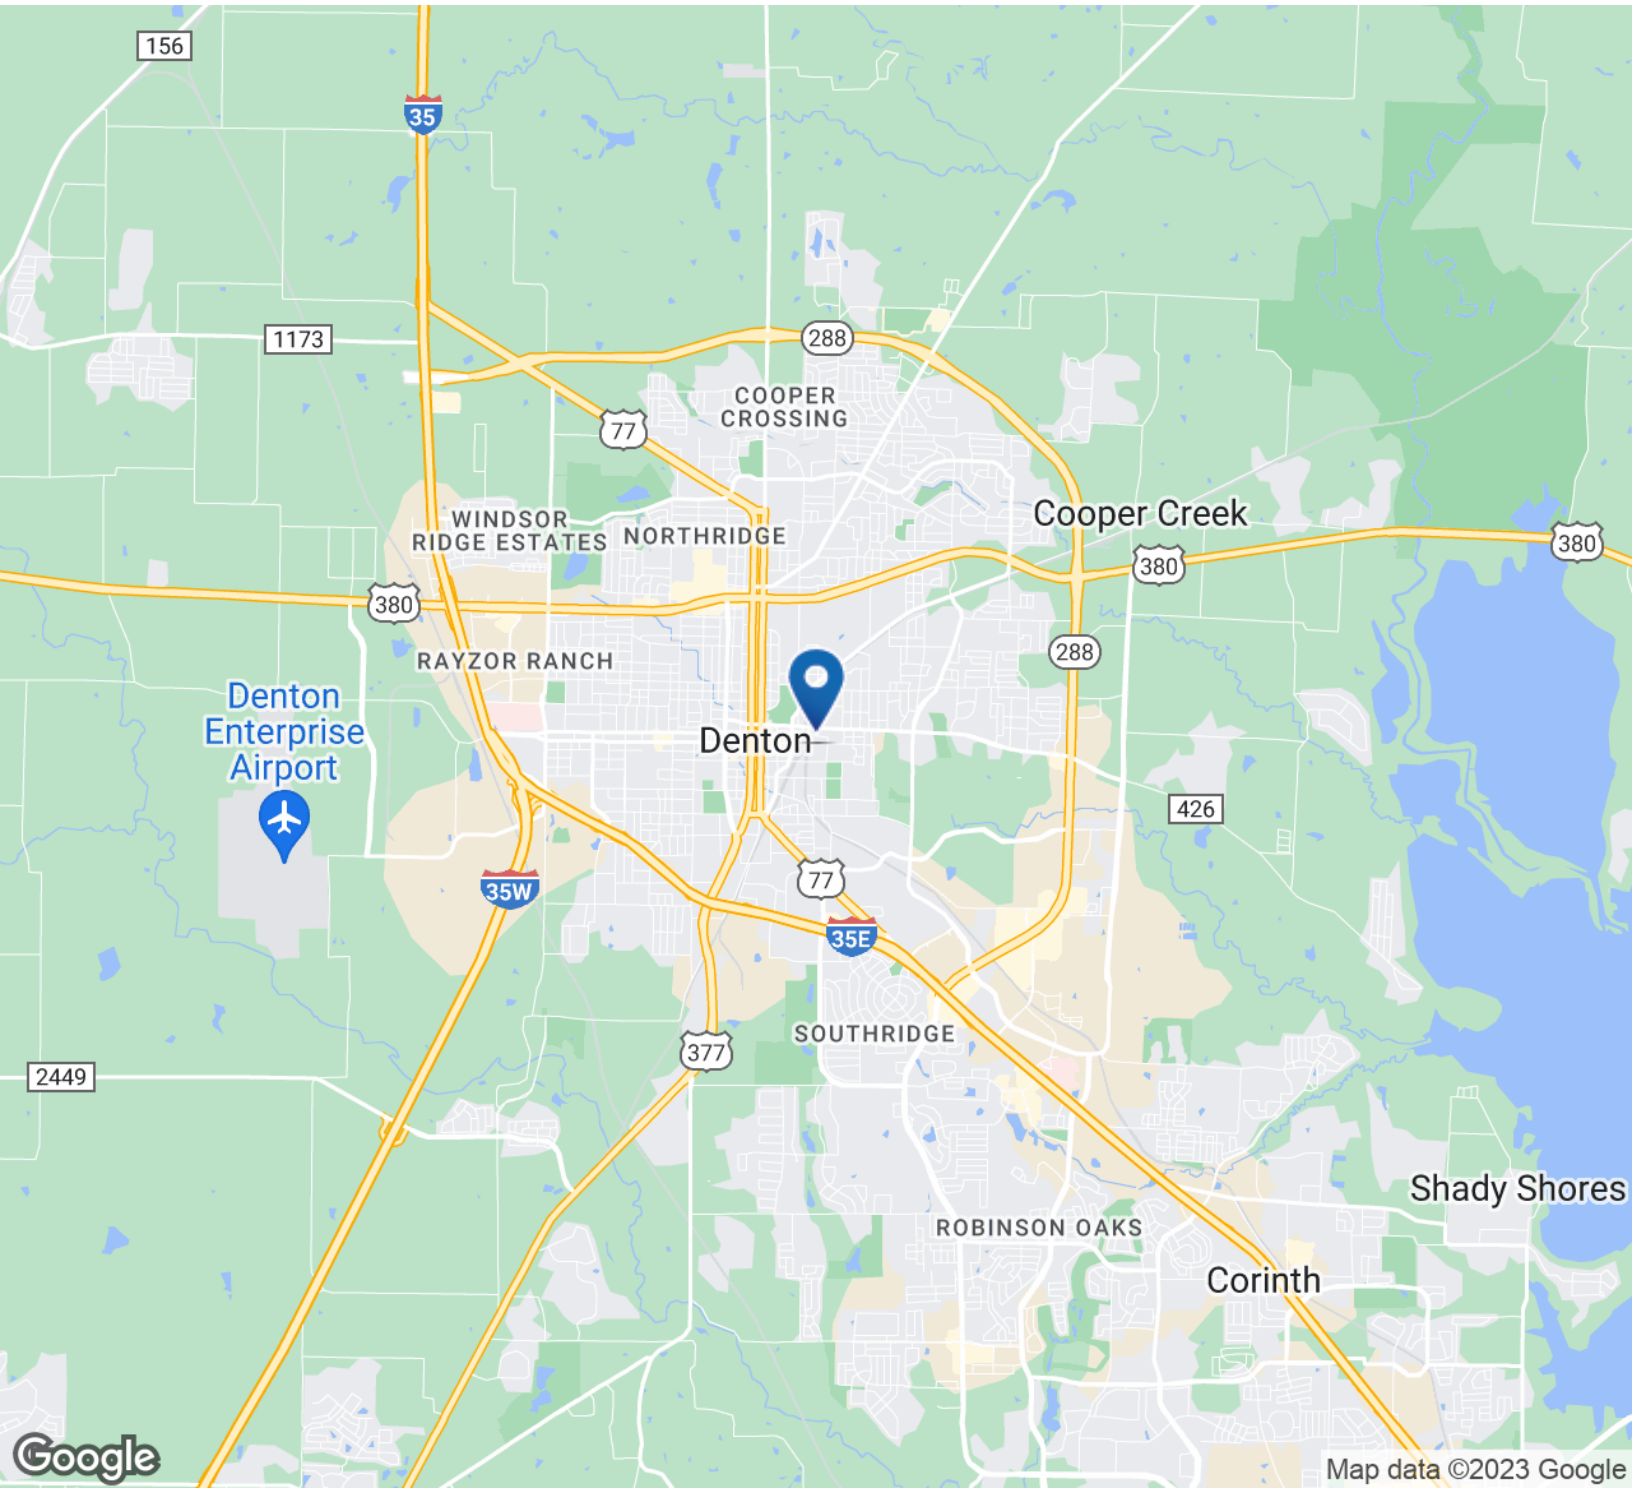 156
35
1173
288
COOPER
CROSSING
77
Cooper Creek
WINDSOR
RIDGE ESTATES
NORTHRIDGE
380
380
380
RAYZOR RANCH
288
Denton
Enterprise
Airport
Denton
426
77
35W
35E
SOUTHRIDGE
377
2449
Shady Shores
ROBINSON OAKS
Corinth
Google
Map data ©2023 Google